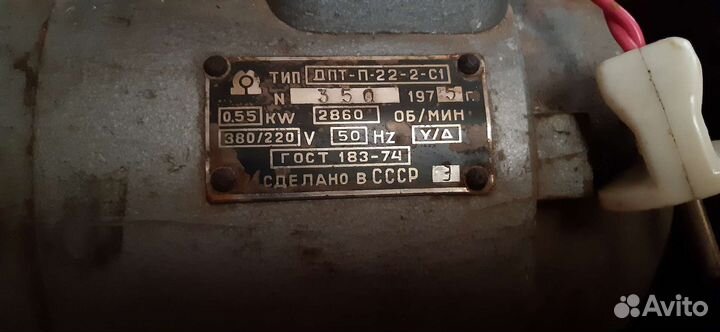 ТИП ДПТ-П-22-2-С1
N 350 1975 г.
0.55 KW 2860 ОБ/МИН
380/220 V 50 Hz Y/Δ
ГОСТ 183-74
СДЕЛАНО В СССР 3
Avito